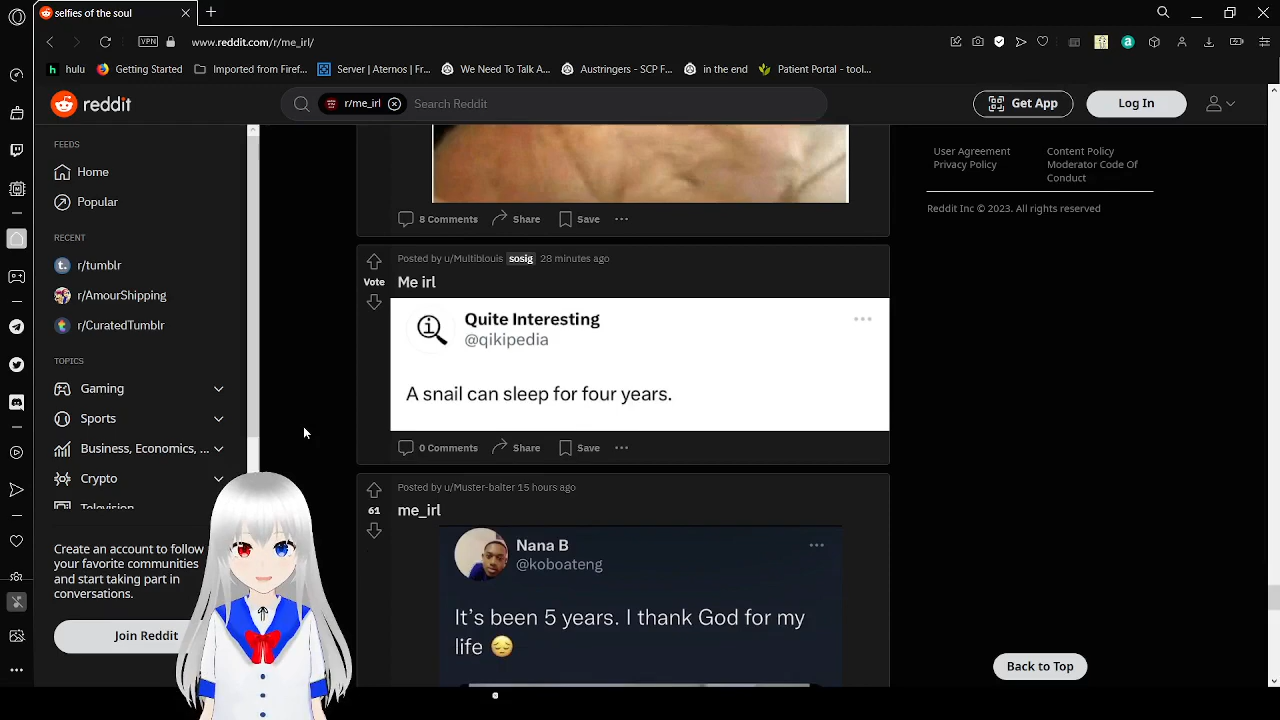 selfies of the soul
VPN
www.reddit.com/r/me_irl/
hulu
Getting Started
Imported from Firef...
Server | Aternos | Fr...
We Need To Talk A...
Austringers - SCP F...
in the end
Patient Portal - tool...
reddit
r/me_irl
Search Reddit
Get App
Log In
FEEDS
Home
Popular
RECENT
r/tumblr
r/AmourShipping
r/CuratedTumblr
TOPICS
Gaming
Sports
Business, Economics, ...
Crypto
Television
Create an account to follow
your favorite communities
and start taking part in
conversations.
Join Reddit
8 Comments
Share
Save
Posted by u/Multiblouis sosig 28 minutes ago
Vote
Me irl
Quite Interesting
@qikipedia
A snail can sleep for four years.
0 Comments
Share
Save
Posted by u/Muster-balter 15 hours ago
61
me_irl
Nana B
@koboateng
It's been 5 years. I thank God for my
life 😔
User Agreement
Privacy Policy
Content Policy
Moderator Code Of
Conduct
Reddit Inc © 2023. All rights reserved
Back to Top